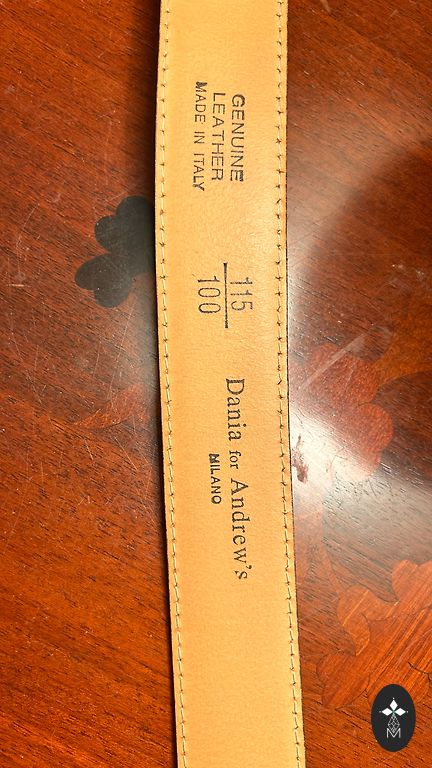 GENUINE
LEATHER
MADE IN ITALY
115
100
Dania for Andrew's
MILANO
M